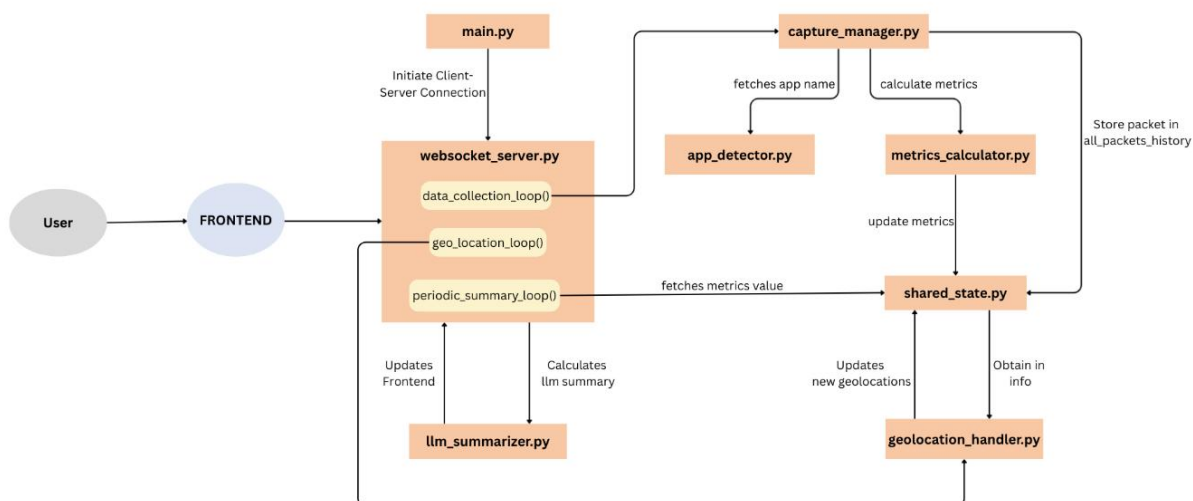 main.py
capture_manager.py
Initiate Client-
Server Connection
fetches app name
calculate metrics
Store packet in
all_packets_history
websocket_server.py
app_detector.py
metrics_calculator.py
data_collection_loop()
User
FRONTEND
update metrics
geo_location_loop()
periodic_summary_loop()
fetches metrics value
shared_state.py
Updates
Frontend
Calculates
llm summary
Updates
new geolocations
Obtain in
info
llm_summarizer.py
geolocation_handler.py